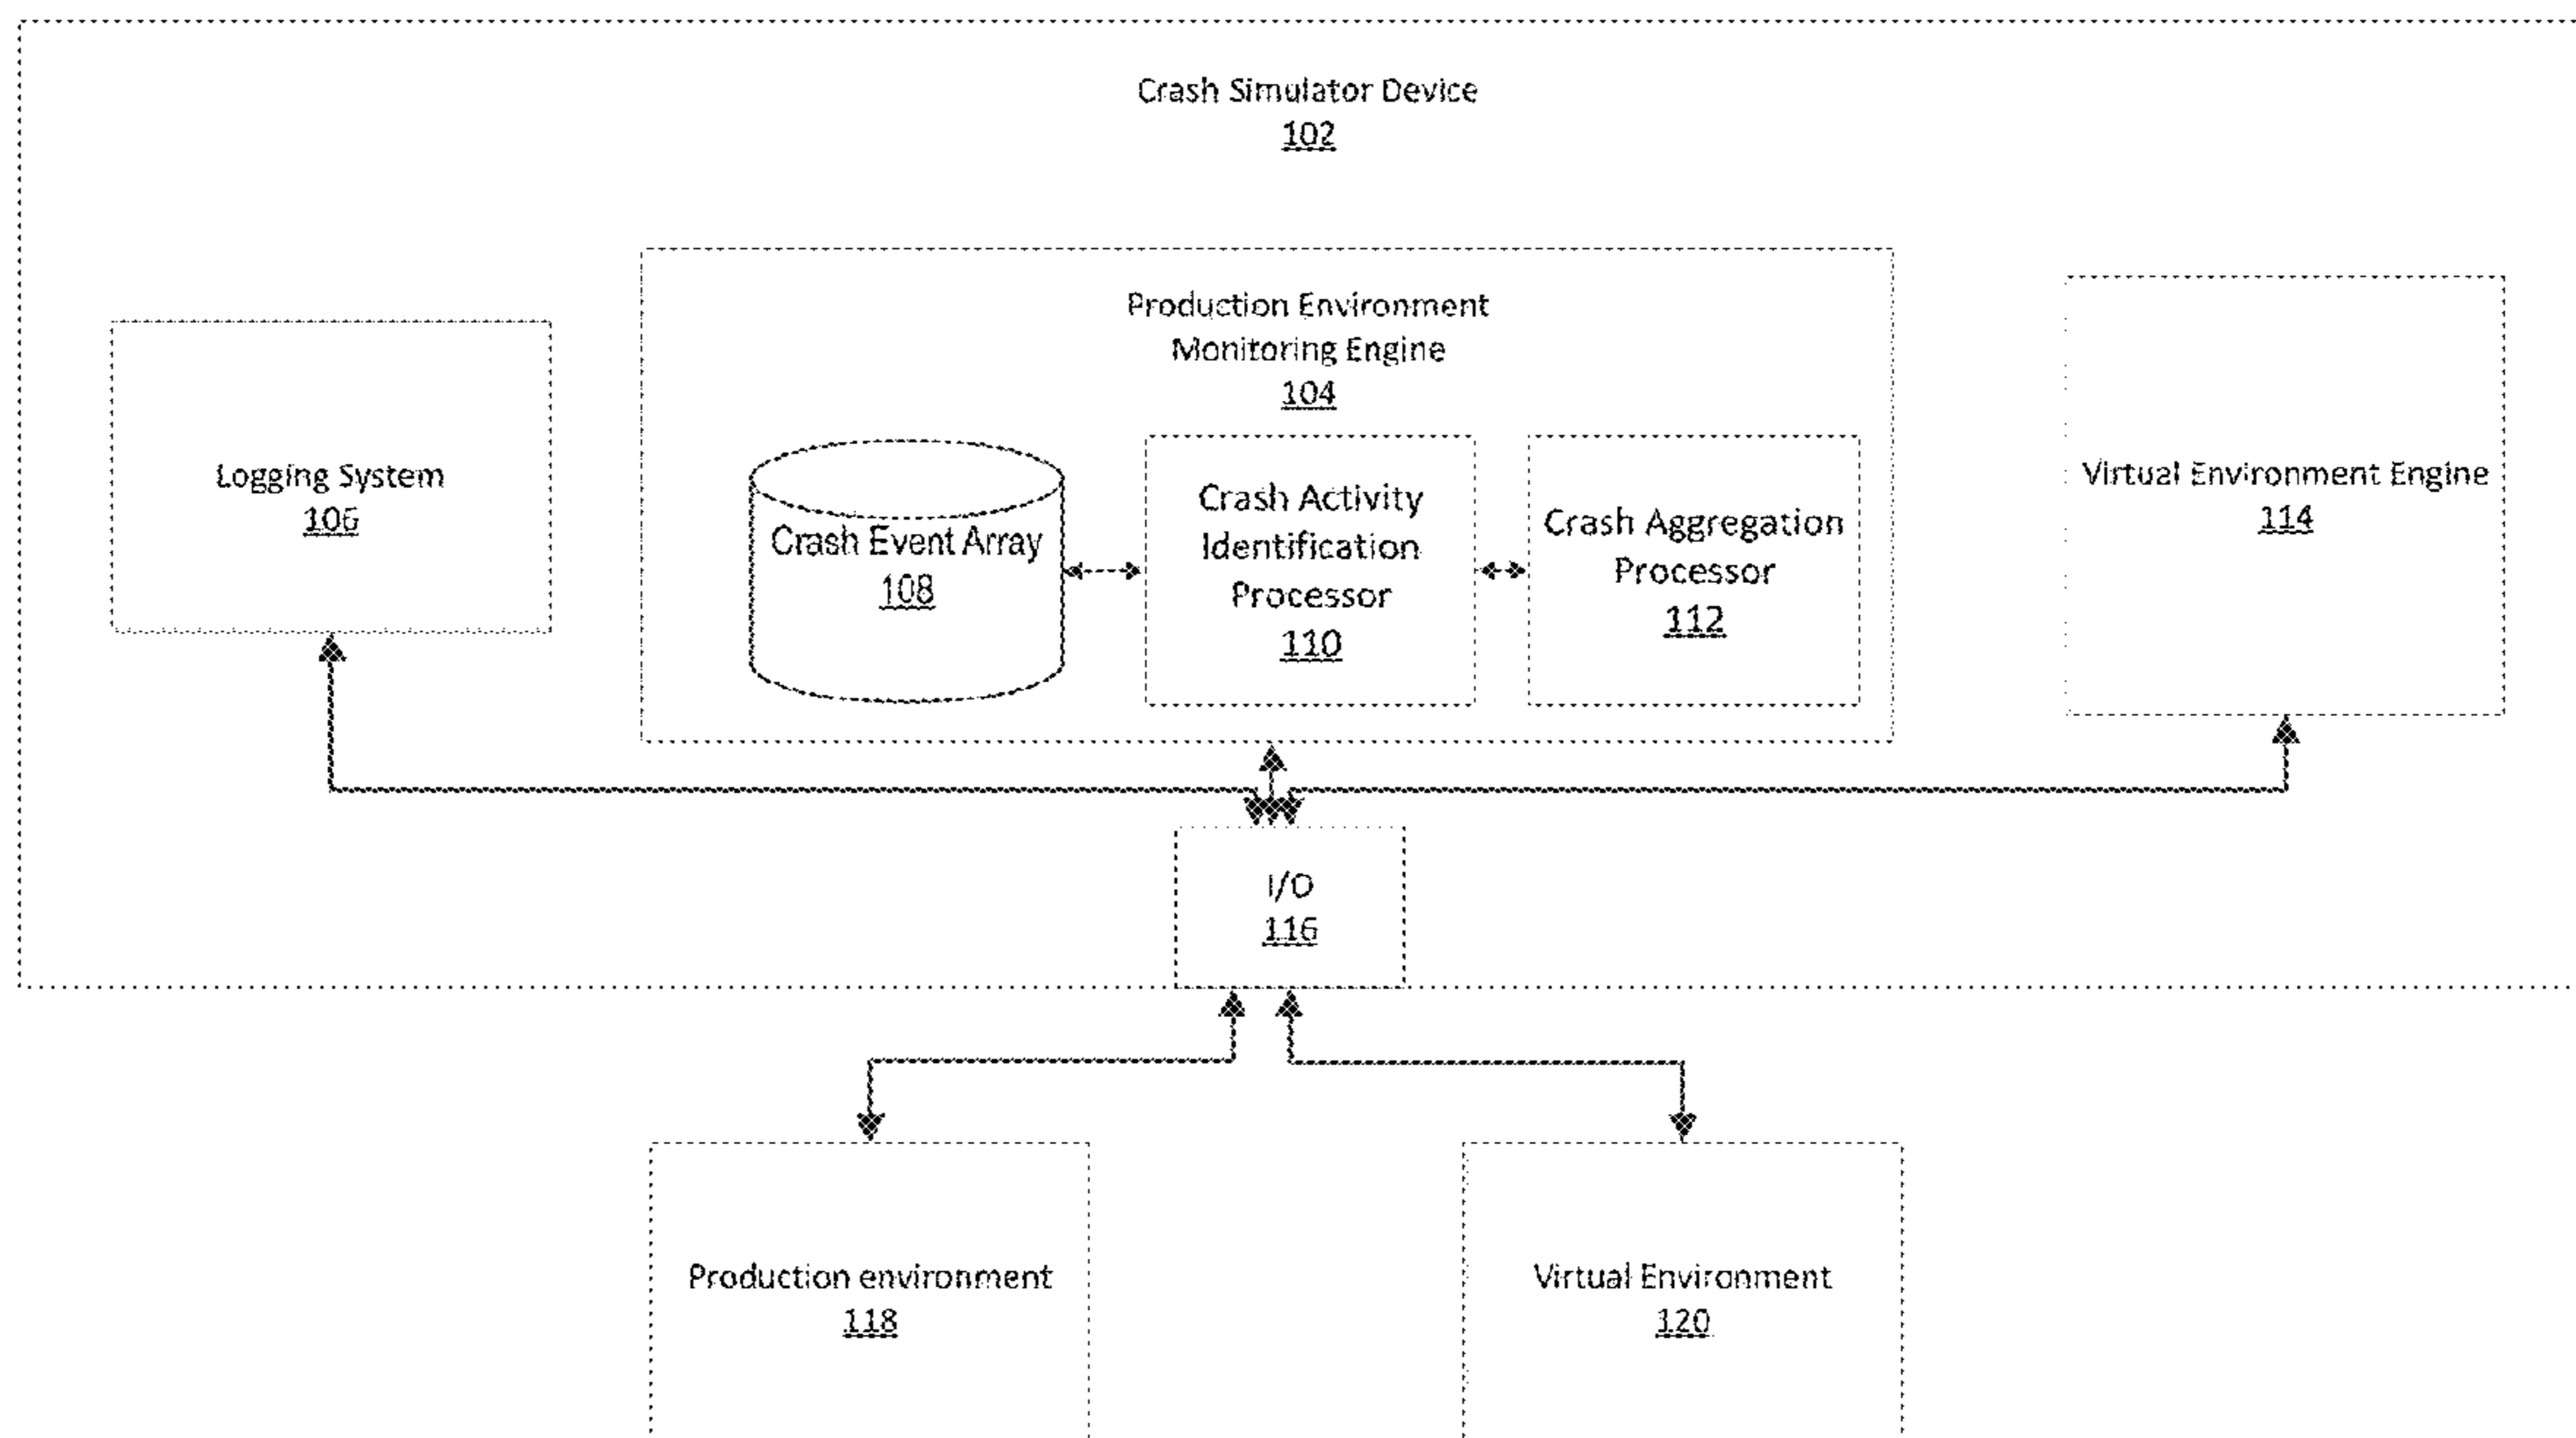 Crash Simulator Device
102
Production Environment
Monitoring Engine
104
Logging System
106
Crash Event Array
108
Crash Activity
Identification
Processor
110
Crash Aggregation
Processor
112
Virtual Environment Engine
114
I/O
116
Production environment
118
Virtual Environment
120